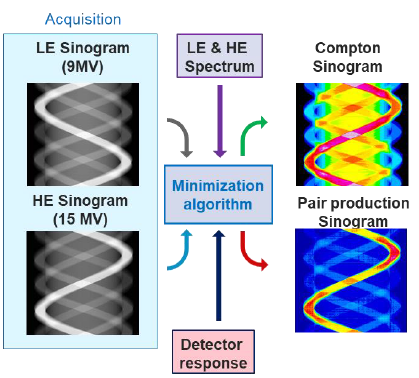 Acquisition
LE Sinogram
(9MV)
HE Sinogram
(15 MV)
LE & HE
Spectrum
Minimization
algorithm
Detector
response
Compton
Sinogram
Pair production
Sinogram